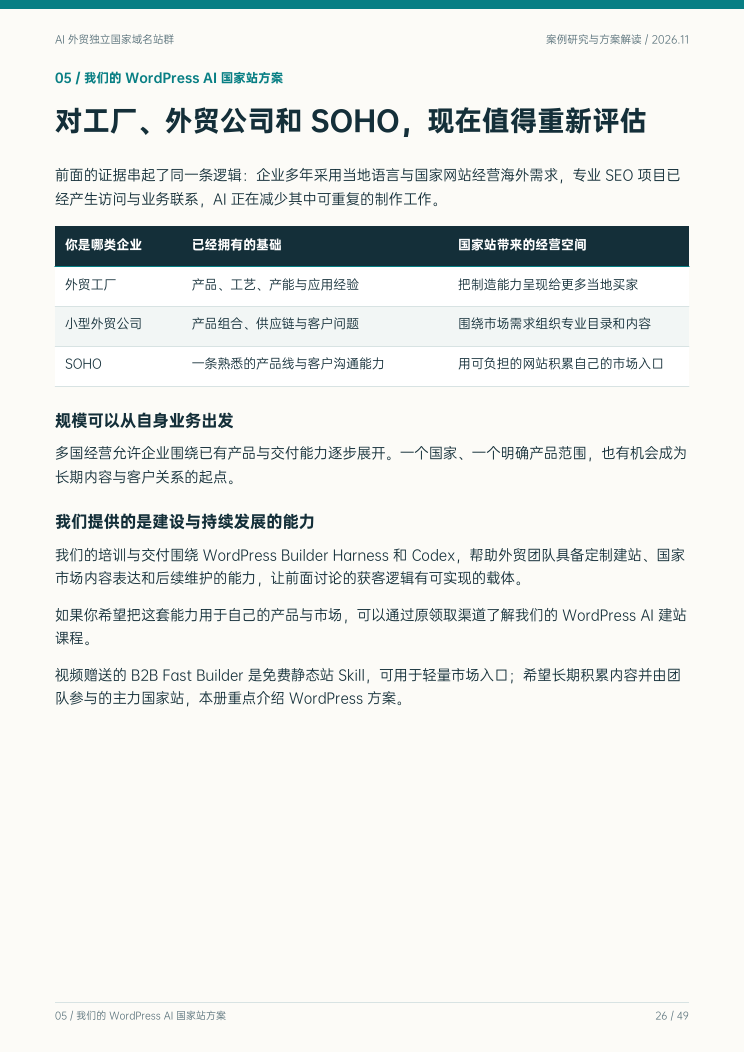 AI 外贸独立国家域名站群
案例研究与方案解读 / 2026.11
05 / 我们的 WordPress AI 国家站方案
对工厂、外贸公司和 SOHO，现在值得重新评估
前面的证据串起了同一条逻辑：企业多年采用当地语言与国家网站经营海外需求，专业 SEO 项目已
经产生访问与业务联系，AI 正在减少其中可重复的制作工作。
你是哪类企业 已经拥有的基础 国家站带来的经营空间
外贸工厂 产品、工艺、产能与应用经验 把制造能力呈现给更多当地买家
小型外贸公司 产品组合、供应链与客户问题 围绕市场需求组织专业目录和内容
SOHO 一条熟悉的产品线与客户沟通能力 用可负担的网站积累自己的市场入口
规模可以从自身业务出发
多国经营允许企业围绕已有产品与交付能力逐步展开。一个国家、一个明确产品范围，也有机会成为
长期内容与客户关系的起点。
我们提供的是建设与持续发展的能力
我们的培训与交付围绕 WordPress Builder Harness 和 Codex，帮助外贸团队具备定制建站、国家
市场内容表达和后续维护的能力，让前面讨论的获客逻辑有可实现的载体。
如果你希望把这套能力用于自己的产品与市场，可以通过原领取渠道了解我们的 WordPress AI 建站
课程。
视频赠送的 B2B Fast Builder 是免费静态站 Skill，可用于轻量市场入口；希望长期积累内容并由团
队参与的主力国家站，本册重点介绍 WordPress 方案。
05 / 我们的 WordPress AI 国家站方案
26 / 49